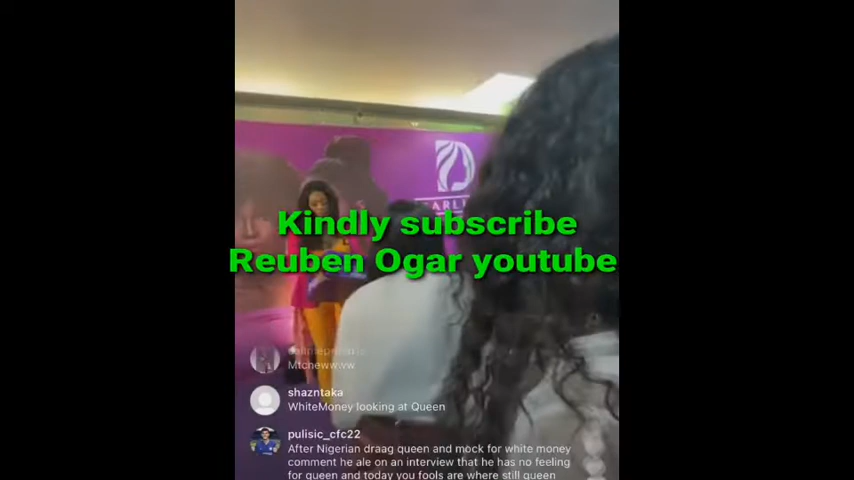 Kindly subscribe
Reuben Ogar youtube
Mtcnewwww
shazntaka
WhiteMoney looking at Queen
pulisic_cfc22
After Nigerian draag queen and mock for white money
comment he ale on an interview that he has no feeling
for queen and today you fools are where still queen